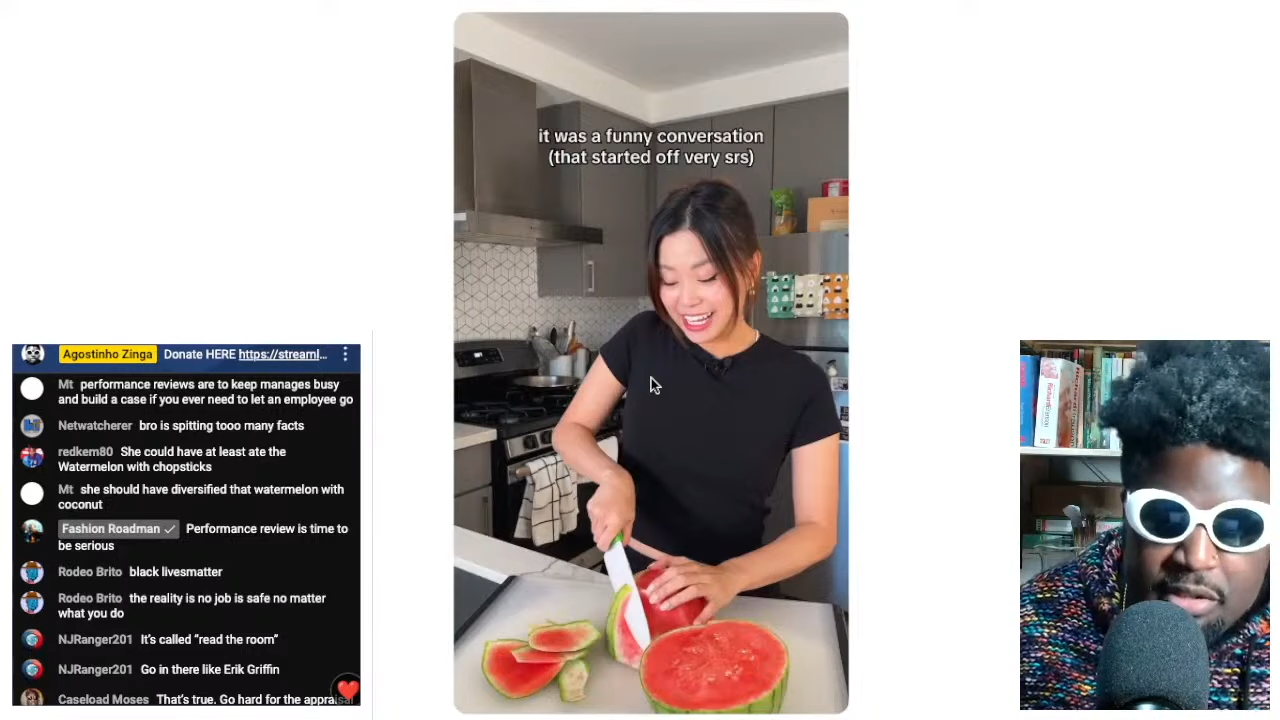 it was a funny conversation
(that started off very srs)
Agostinho Zinga Donate HERE https://streaml...
Mt performance reviews are to keep manages busy
and build a case if you ever need to let an employee go
Netwatcherer bro is spitting tooo many facts
redkem80 She could have at least ate the
Watermelon with chopsticks
Mt she should have diversified that watermelon with
coconut
Fashion Roadman ✓ Performance review is time to
be serious
Rodeo Brito black livesmatter
Rodeo Brito the reality is no job is safe no matter
what you do
NJRanger201 It's called “read the room”
NJRanger201 Go in there like Erik Griffin
Caseload Moses That's true. Go hard for the appraisal